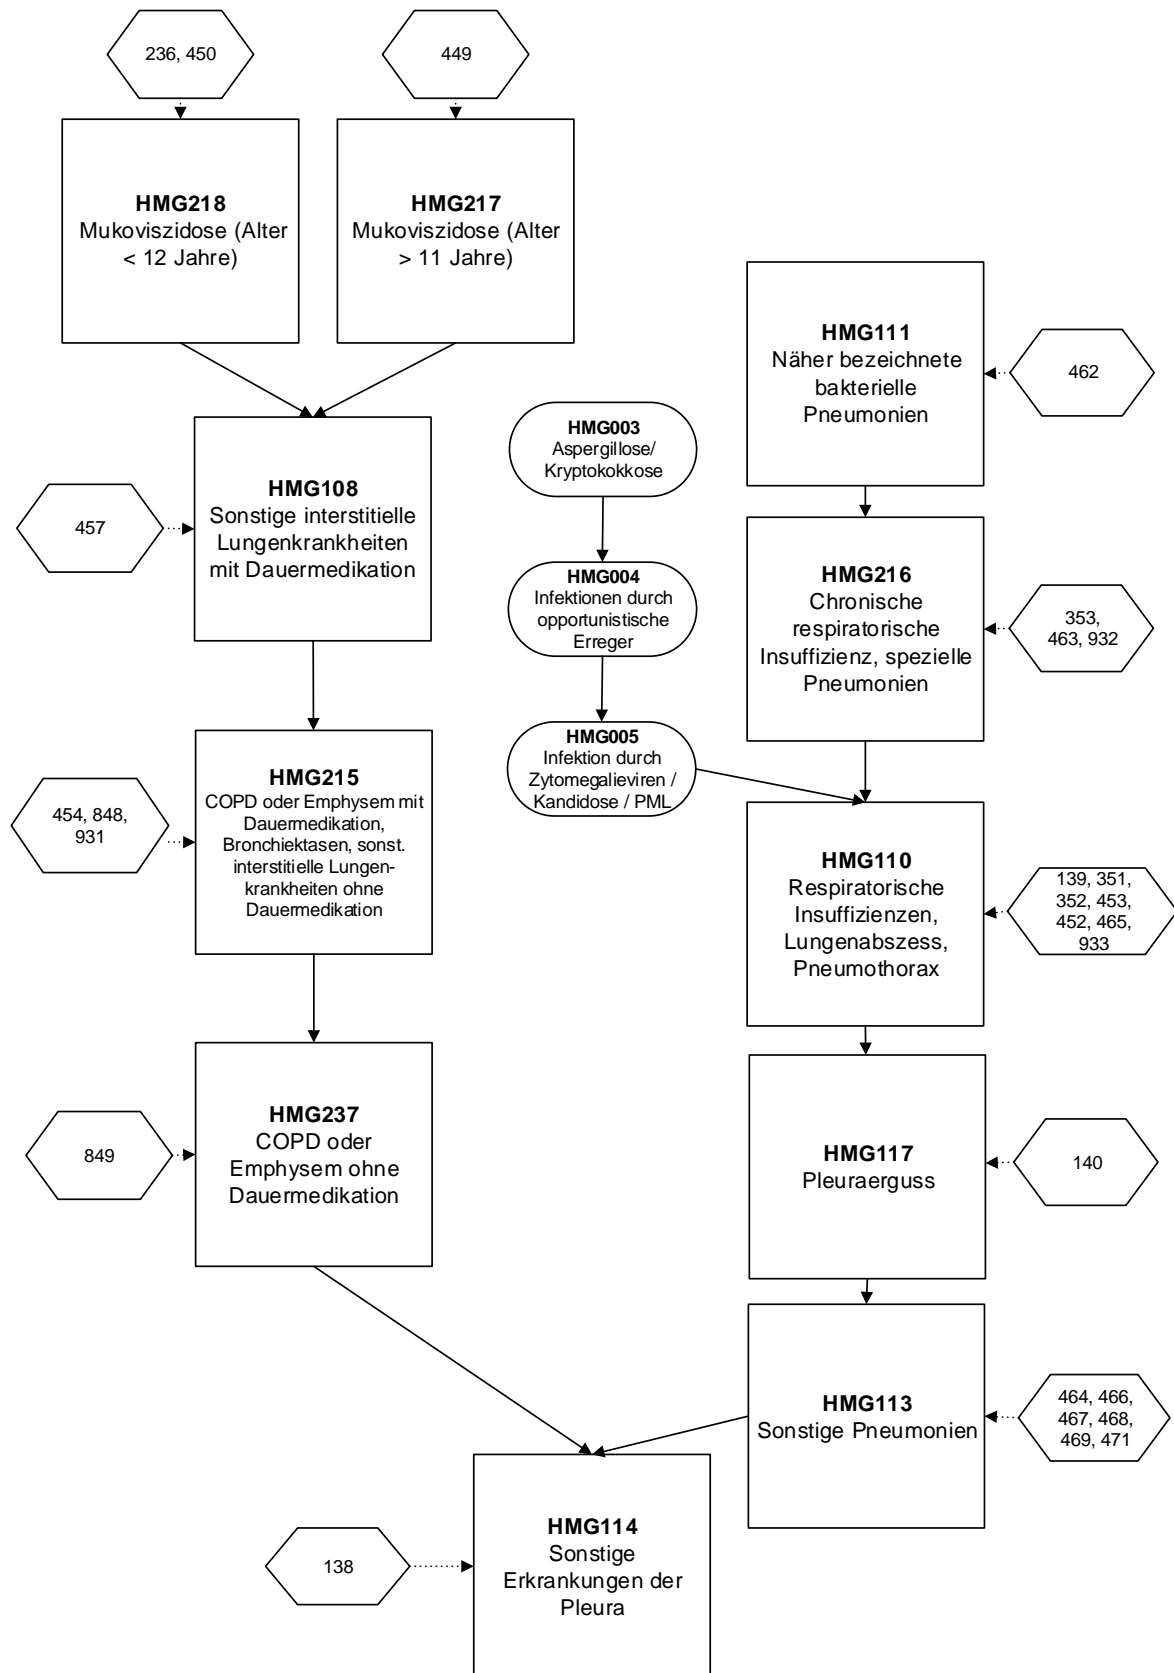 236, 450
449
HMG218
Mukoviszidose (Alter
< 12 Jahre)
HMG217
Mukoviszidose (Alter
> 11 Jahre)
HMG111
Näher bezeichnete
bakterielle
Pneumonien
462
HMG003
Aspergillose/
Kryptokokkose
HMG108
Sonstige interstitielle
Lungenkrankheiten
mit Dauermedikation
457
HMG004
Infektionen durch
opportunistische
Erreger
HMG216
Chronische
respiratorische
Insuffizienz, spezielle
Pneumonien
353,
463, 932
HMG005
Infektion durch
Zytomegalieviren /
Kandidose / PML
HMG215
COPD oder Emphysem mit
Dauermedikation,
Bronchiektasen, sonst.
interstitielle Lungen-
krankheiten ohne
Dauermedikation
454, 848,
931
HMG110
Respiratorische
Insuffizienzen,
Lungenabszess,
Pneumothorax
139, 351,
352, 453,
452, 465,
933
HMG237
COPD oder
Emphysem ohne
Dauermedikation
849
HMG117
Pleuraerguss
140
HMG113
Sonstige Pneumonien
464, 466,
467, 468,
469, 471
HMG114
Sonstige
Erkrankungen der
Pleura
138